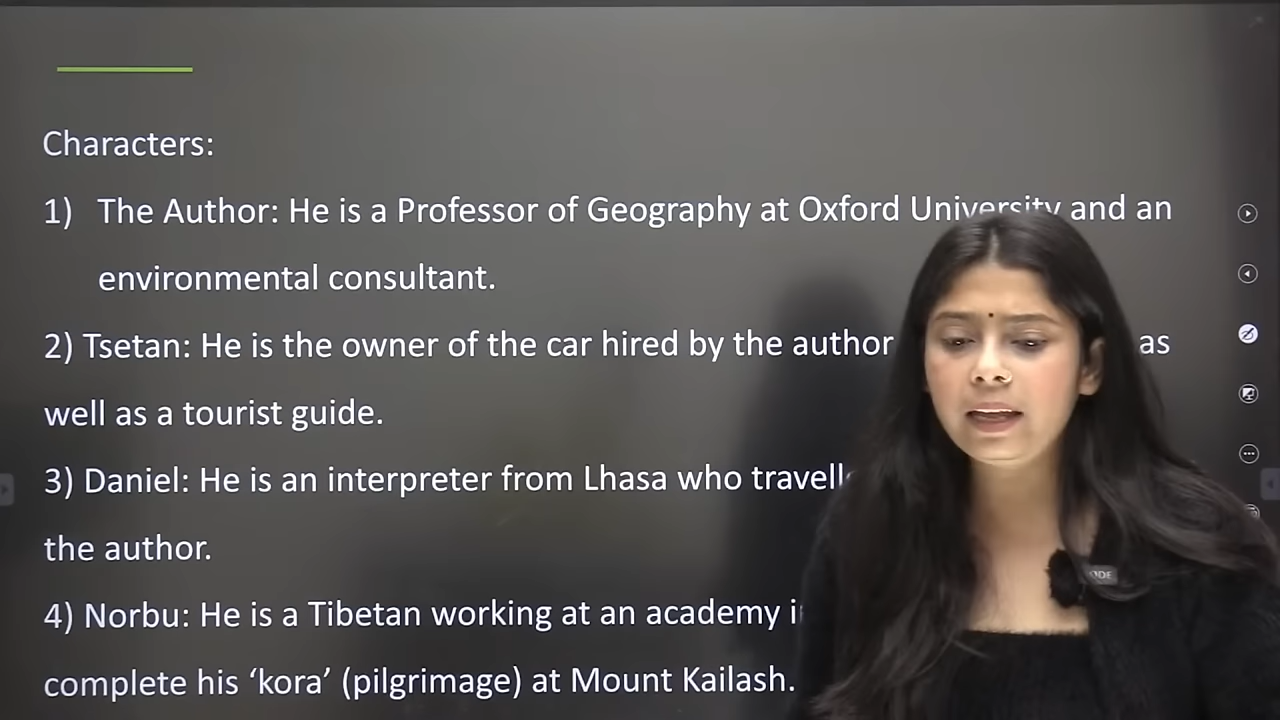 Characters:
1) The Author: He is a Professor of Geography at Oxford University and an
environmental consultant.
2) Tsetan: He is the owner of the car hired by the author as
well as a tourist guide.
3) Daniel: He is an interpreter from Lhasa who
the author.
4) Norbu: He is a Tibetan working at an academy
complete his ‘kora’ (pilgrimage) at Mount Kailash.